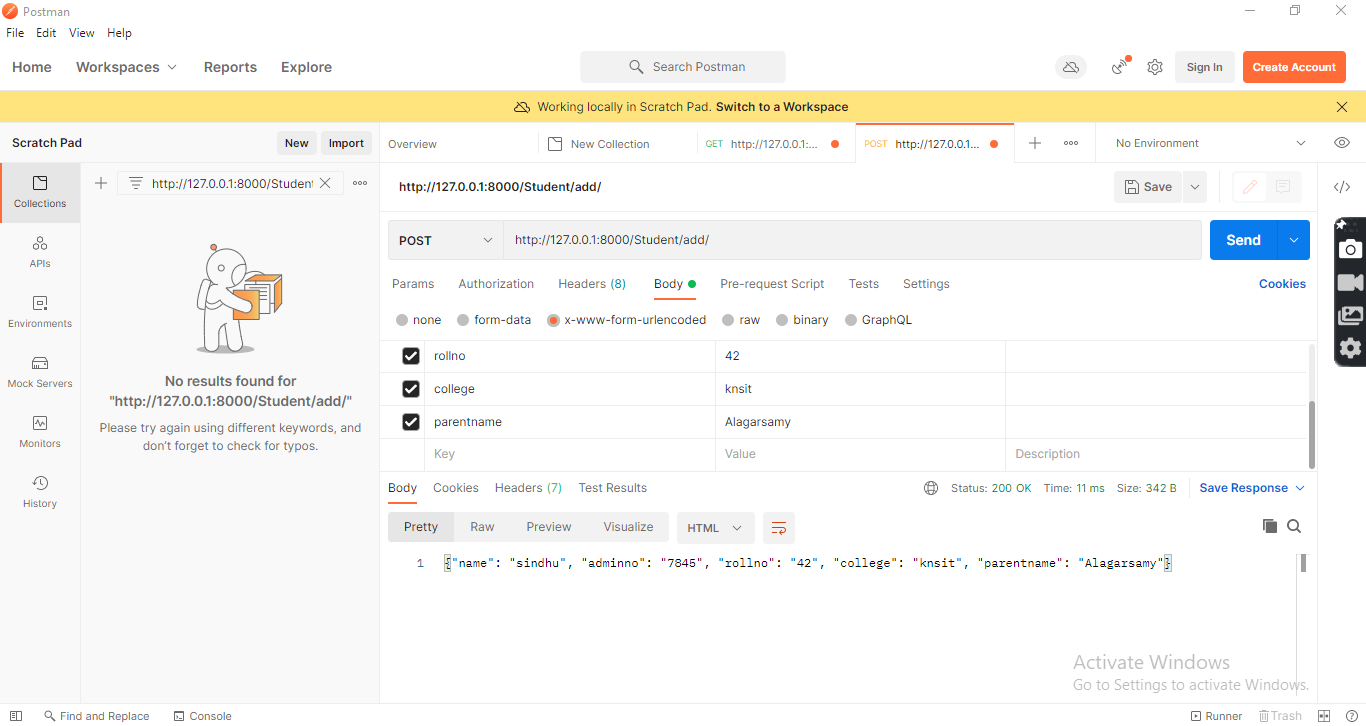 Postman
File Edit View Help
Home Workspaces Reports Explore Search Postman Sign In Create Account
Working locally in Scratch Pad. Switch to a Workspace
Scratch Pad New Import Overview New Collection GET http://127.0.0.1:... POST http://127.0.0.1... No Environment
Collections
http://127.0.0.1:8000/Student
http://127.0.0.1:8000/Student/add/ Save
APIs
Environments
Mock Servers
Monitors
History
No results found for
"http://127.0.0.1:8000/Student/add/"
Please try again using different keywords, and
don't forget to check for typos.
POST http://127.0.0.1:8000/Student/add/ Send
Params Authorization Headers (8) Body Pre-request Script Tests Settings Cookies
none form-data x-www-form-urlencoded raw binary GraphQL
rollno 42
college knsit
parentname Alagarsamy
Key Value Description
Body Cookies Headers (7) Test Results Status: 200 OK Time: 11 ms Size: 342 B Save Response
Pretty Raw Preview Visualize HTML
1 {"name": "sindhu", "adminno": "7845", "rollno": "42", "college": "knsit", "parentname": "Alagarsamy"}
Activate Windows
Go to Settings to activate Windows.
Find and Replace Console Runner Trash